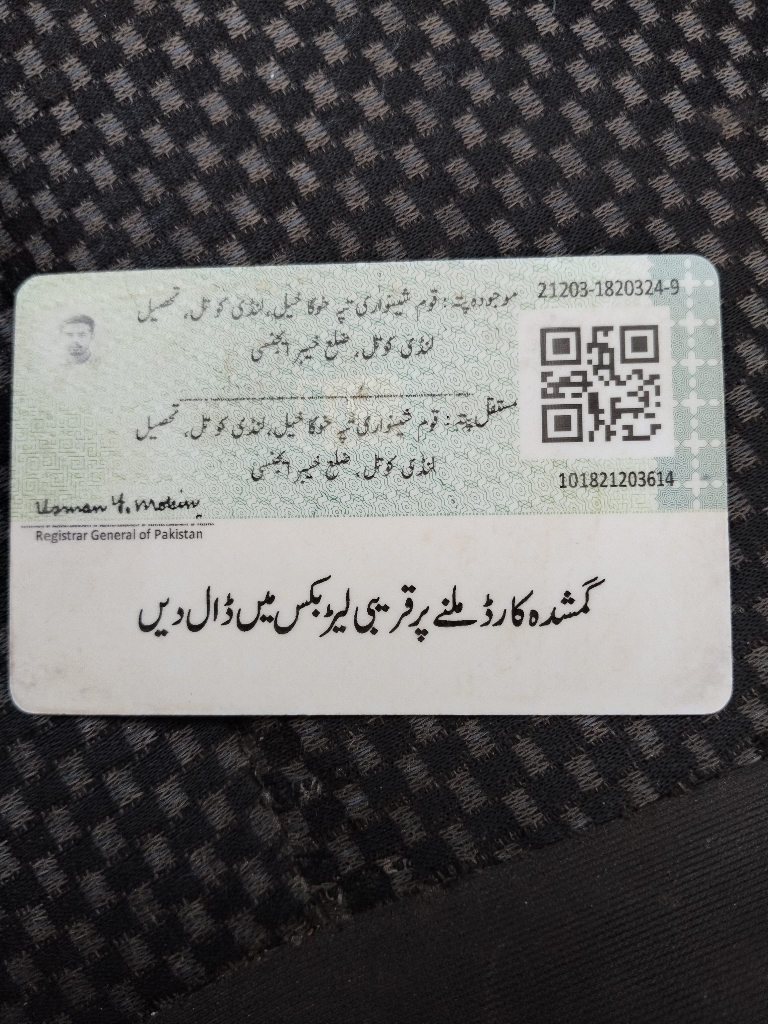 21203-1820324-9
موجودہ پتہ: قوم شینواری تپہ خوگا خیل، لنڈی کوتل، تحصیل
لنڈی کوتل، ضلع خیبر ایجنسی
مستقل پتہ: قوم شینواری تپہ خوگا خیل، لنڈی کوتل، تحصیل
لنڈی کوتل، ضلع خیبر ایجنسی
101821203614
Usman Y. Mobin
Registrar General of Pakistan
گمشدہ کارڈ ملنے پر قریبی لیٹر بکس میں ڈال دیں